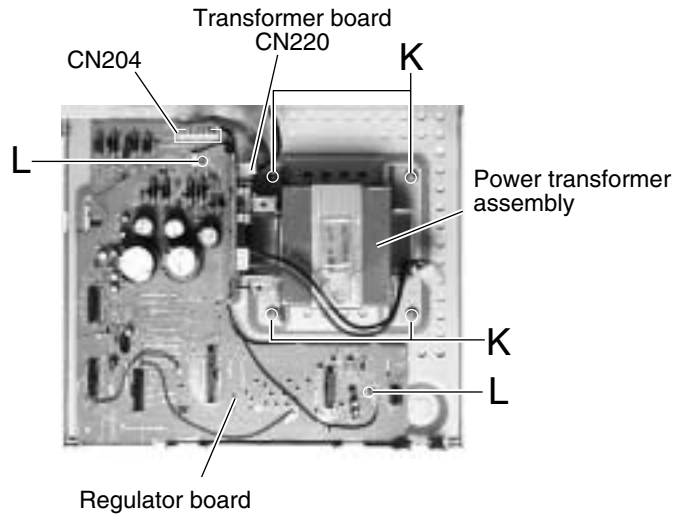 Transformer board
CN220
K
CN204
L
Power transformer
assembly
K
L
Regulator board